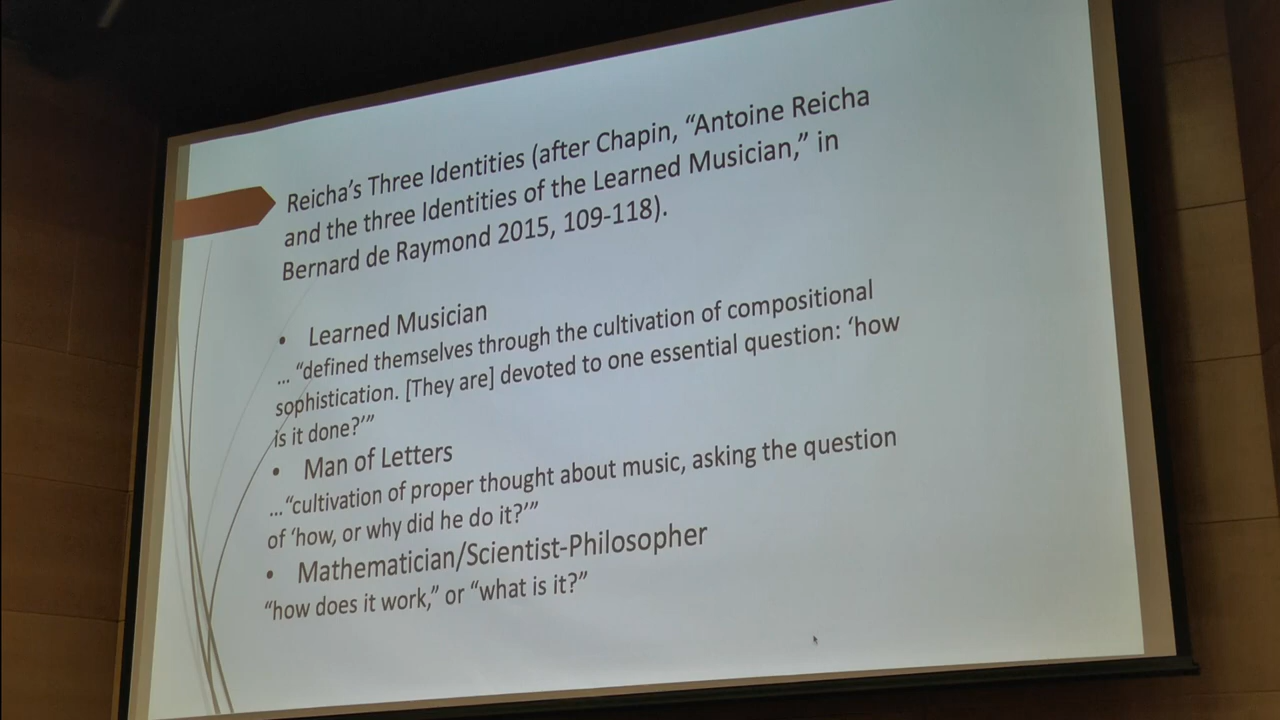 Reicha’s Three Identities (after Chapin, “Antoine Reicha
and the three Identities of the Learned Musician,” in
Bernard de Raymond 2015, 109-118).
• Learned Musician
... “defined themselves through the cultivation of compositional
sophistication. [They are] devoted to one essential question: ‘how
is it done?’”
• Man of Letters
...“cultivation of proper thought about music, asking the question
of ‘how, or why did he do it?’”
• Mathematician/Scientist-Philosopher
“how does it work,” or “what is it?”